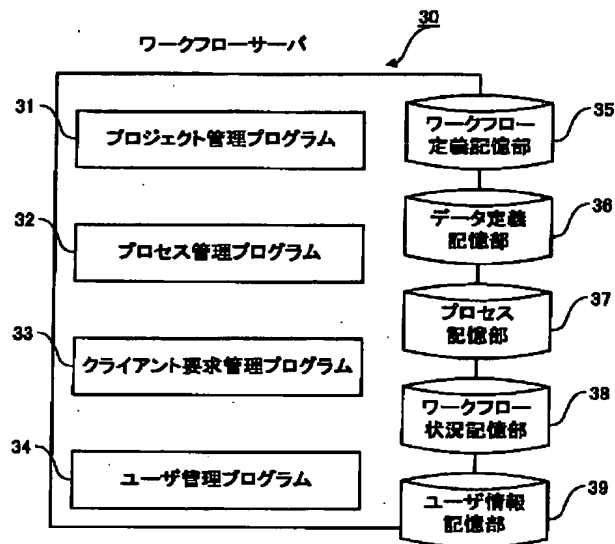 ワークフローサーバ
30
31
プロジェクト管理プログラム
32
プロセス管理プログラム
33
クライアント要求管理プログラム
34
ユーザ管理プログラム
ワークフロー
定義記憶部
35
データ定義
記憶部
36
プロセス
記憶部
37
ワークフロー
状況記憶部
38
ユーザ情報
記憶部
39